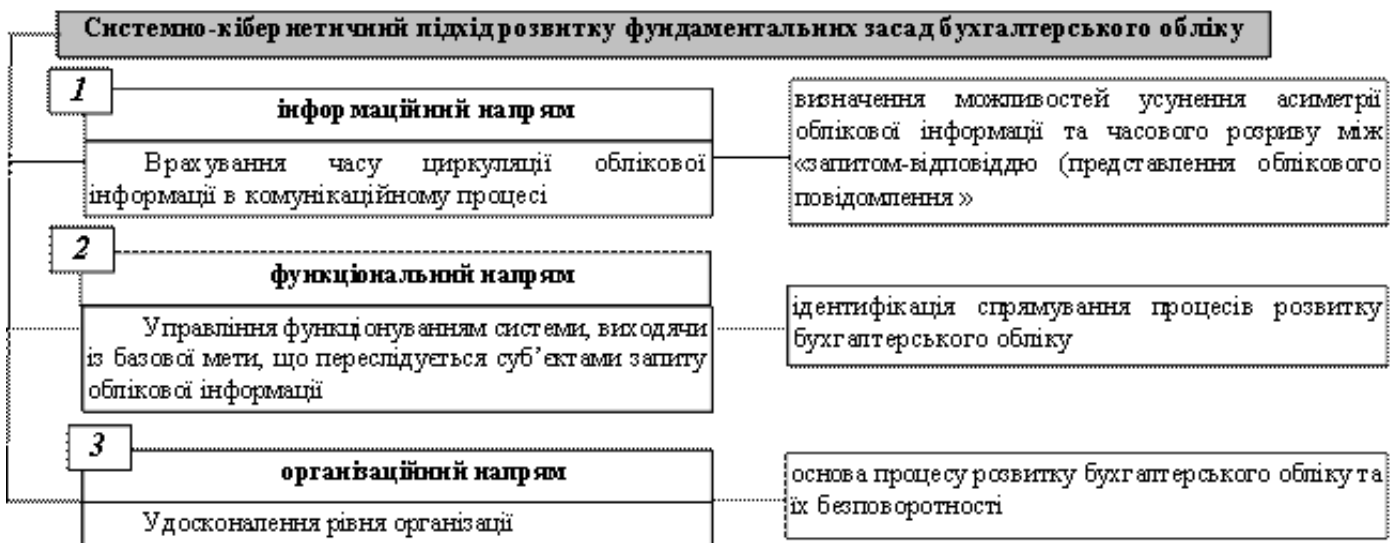 Системно-кібернетичний підхід розвитку фундаментальних засад бухгалтерського обліку
1
інформаційний напрям
Врахування часу циркуляції облікової
інформації в комунікаційному процесі
визначення можливостей усунення асиметрії
облікової інформації та часового розриву між
«запитом-відповіддю (представлення облікового
повідомлення»
2
функціональний напрям
Управління функціонуванням системи, виходячи
із базової мети, що переслідується суб’єктами запиту
облікової інформації
ідентифікація спрямування процесів розвитку
бухгалтерського обліку
3
організаційний напрям
Удосконалення рівня організації
основа процесу розвитку бухгалтерського обліку та
їх безповоротності